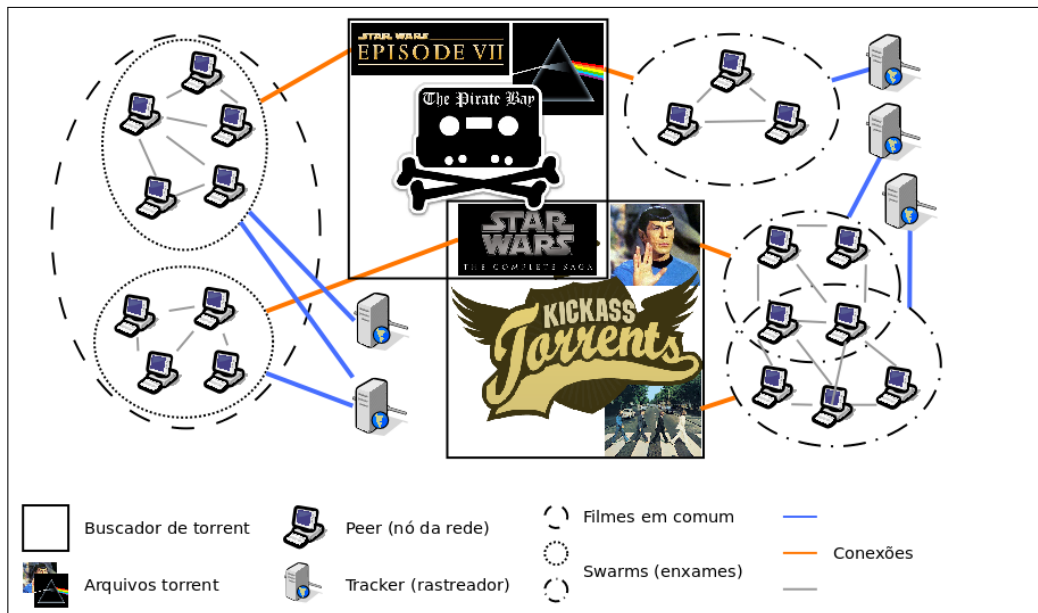 STAR WARS
EPISODE VII
The Pirate Bay
STAR
WARS
THE COMPLETE SAGA
KICKASS
Torrents
Buscador de torrent
Peer (nó da rede)
Filmes em comum
Arquivos torrent
Tracker (rastreador)
Swarms (enxames)
Conexões